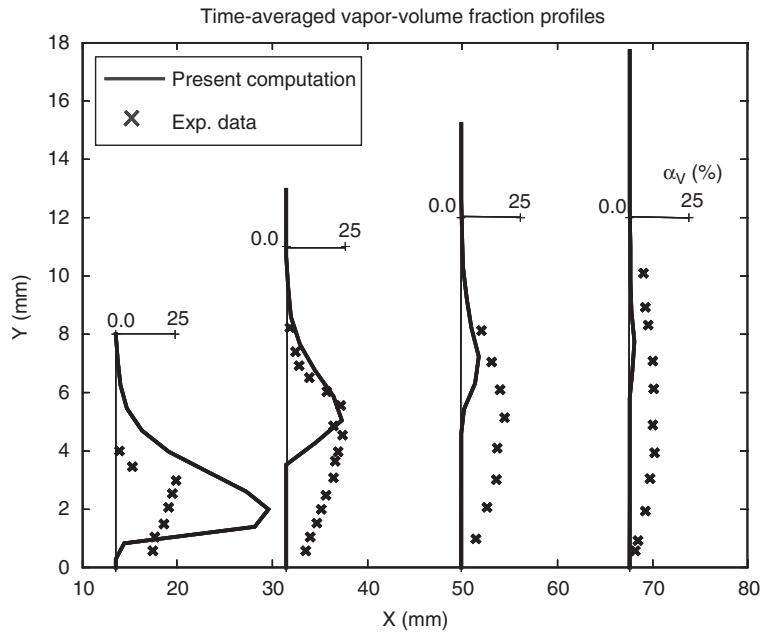 Time-averaged vapor-volume fraction profiles
18
16
14
12
10
8
6
4
2
0
Y (mm)
Present computation
Exp. data
0.0 25
0.0 25
0.0 25
α_V (%)
0.0 25
10 20 30 40 50 60 70 80
X (mm)